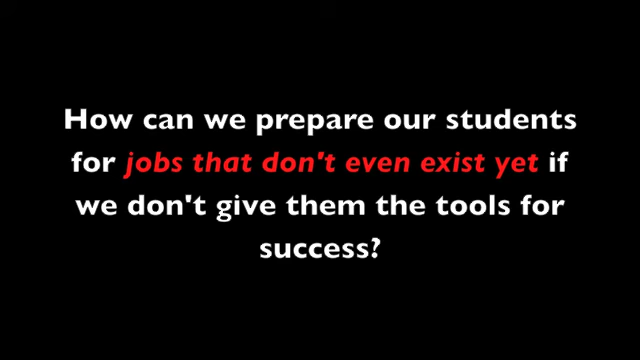 How can we prepare our students
for jobs that don't even exist yet if
we don't give them the tools for
success?